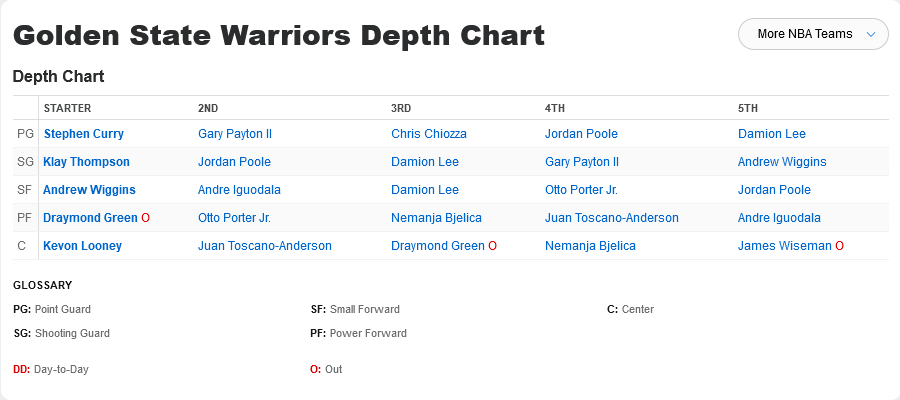 Golden State Warriors Depth Chart
More NBA Teams
Depth Chart
STARTER 2ND 3RD 4TH 5TH
PG Stephen Curry Gary Payton II Chris Chiozza Jordan Poole Damion Lee
SG Klay Thompson Jordan Poole Damion Lee Gary Payton II Andrew Wiggins
SF Andrew Wiggins Andre Iguodala Damion Lee Otto Porter Jr. Jordan Poole
PF Draymond Green O Otto Porter Jr. Nemanja Bjelica Juan Toscano-Anderson Andre Iguodala
C Kevon Looney Juan Toscano-Anderson Draymond Green O Nemanja Bjelica James Wiseman O
GLOSSARY
PG: Point Guard SF: Small Forward C: Center
SG: Shooting Guard PF: Power Forward
DD: Day-to-Day O: Out